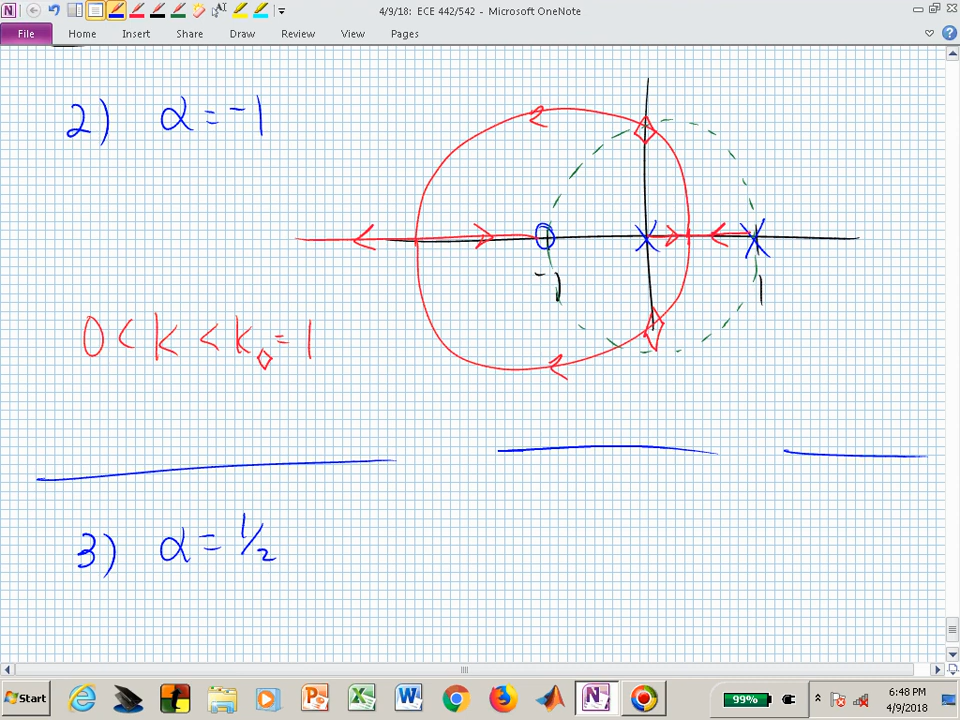 4/9/18: ECE 442/542 - Microsoft OneNote
File Home Insert Share Draw Review View Pages
2) α = -1
-1 1
0 < k < k◊ = 1
3) α = 1/2
Start
99%
6:48 PM
4/9/2018